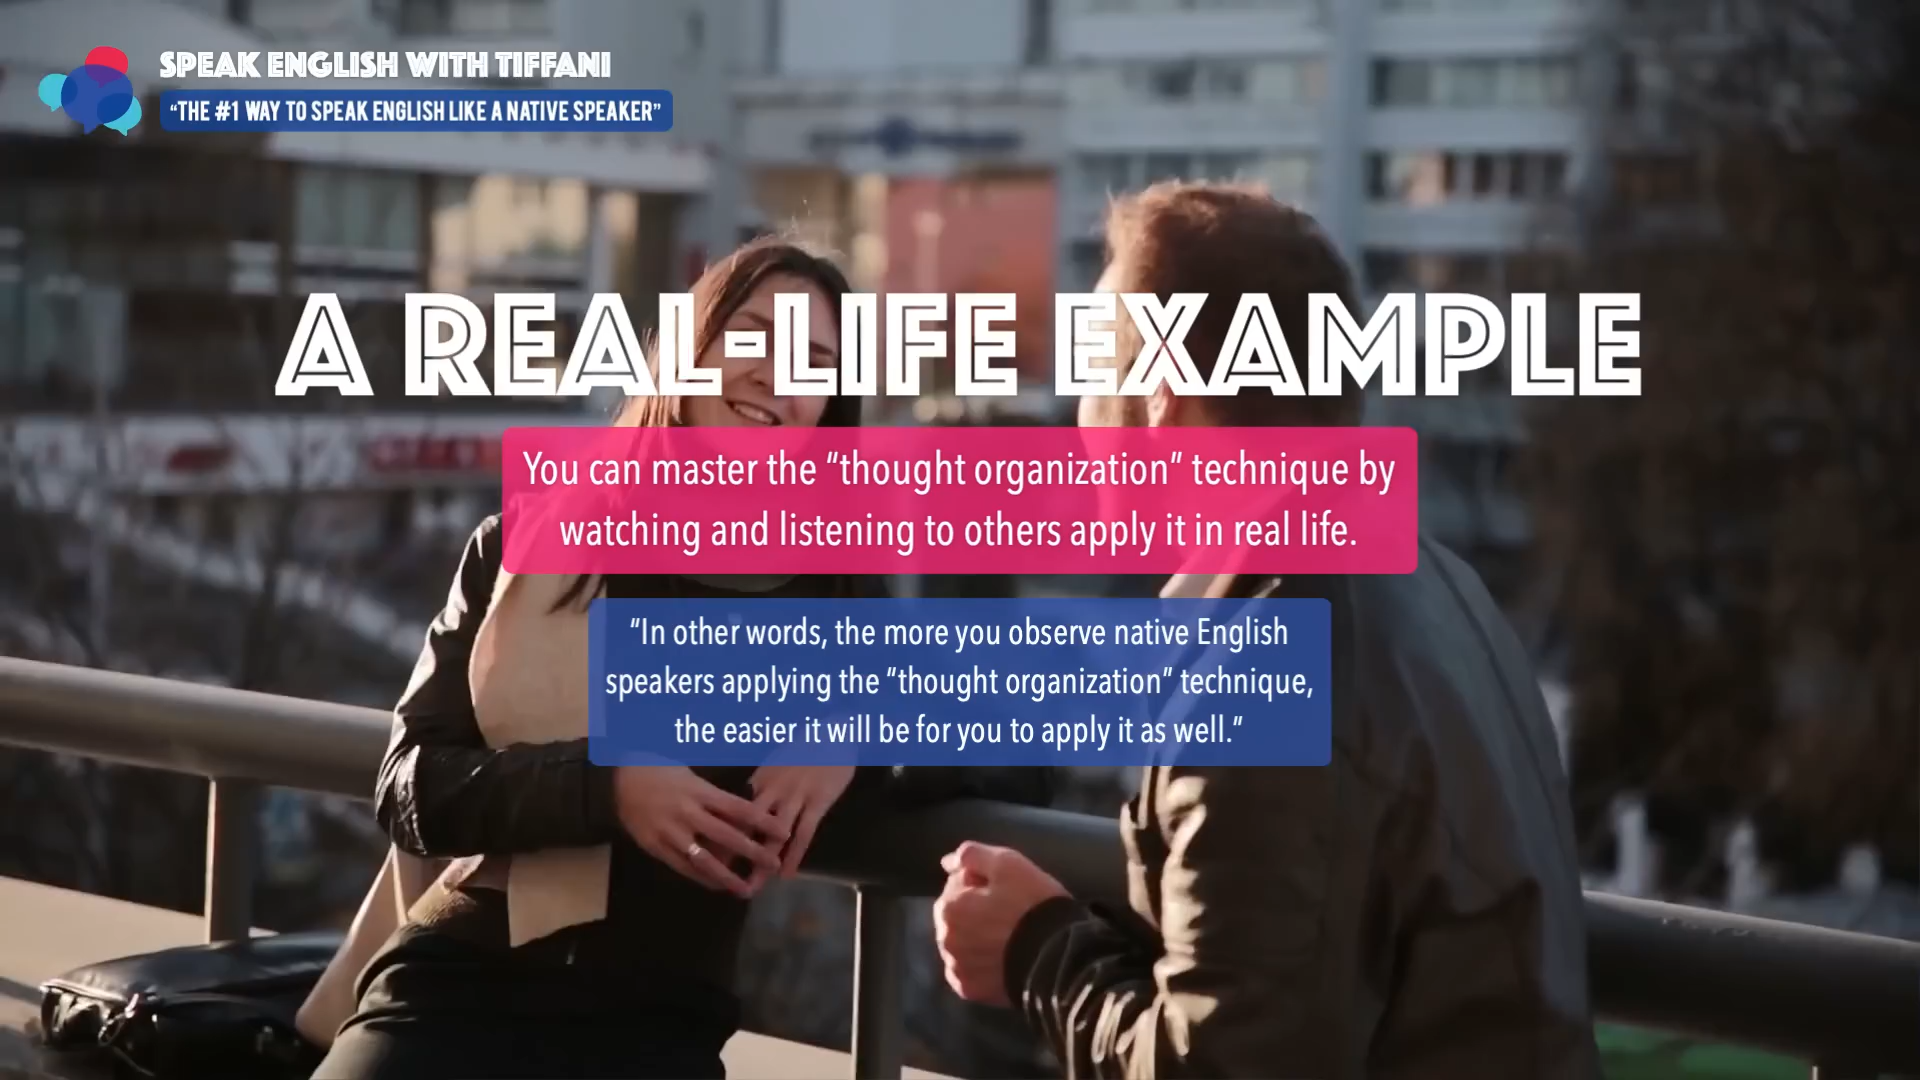 SPEAK ENGLISH WITH TIFFANI
“THE #1 WAY TO SPEAK ENGLISH LIKE A NATIVE SPEAKER”
A REAL-LIFE EXAMPLE
You can master the “thought organization” technique by
watching and listening to others apply it in real life.
“In other words, the more you observe native English
speakers applying the “thought organization” technique,
the easier it will be for you to apply it as well.”